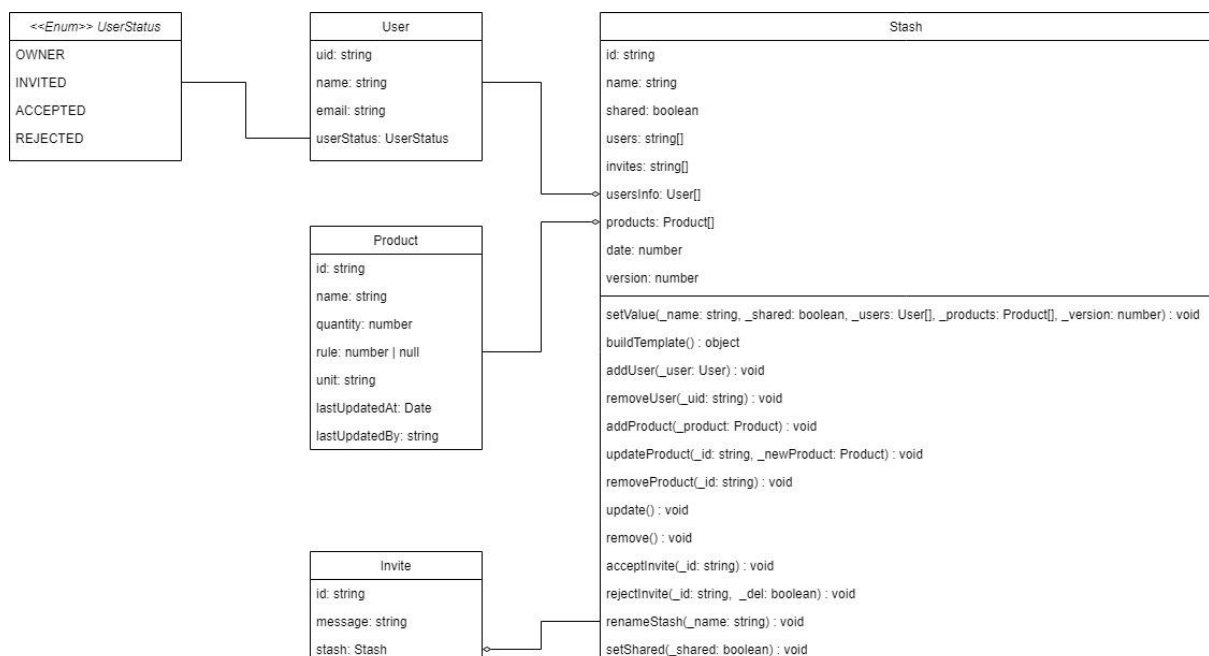 <<Enum>> UserStatus
OWNER
INVITED
ACCEPTED
REJECTED
User
uid: string
name: string
email: string
userStatus: UserStatus
Product
id: string
name: string
quantity: number
rule: number | null
unit: string
lastUpdatedAt: Date
lastUpdatedBy: string
Invite
id: string
message: string
stash: Stash
Stash
id: string
name: string
shared: boolean
users: string[]
invites: string[]
usersInfo: User[]
products: Product[]
date: number
version: number
setValue(_name: string, _shared: boolean, _users: User[], _products: Product[], _version: number) : void
buildTemplate() : object
addUser(_user: User) : void
removeUser(_uid: string) : void
addProduct(_product: Product) : void
updateProduct(_id: string, _newProduct: Product) : void
removeProduct(_id: string) : void
update() : void
remove() : void
acceptInvite(_id: string) : void
rejectInvite(_id: string, _del: boolean) : void
renameStash(_name: string) : void
setShared(_shared: boolean) : void